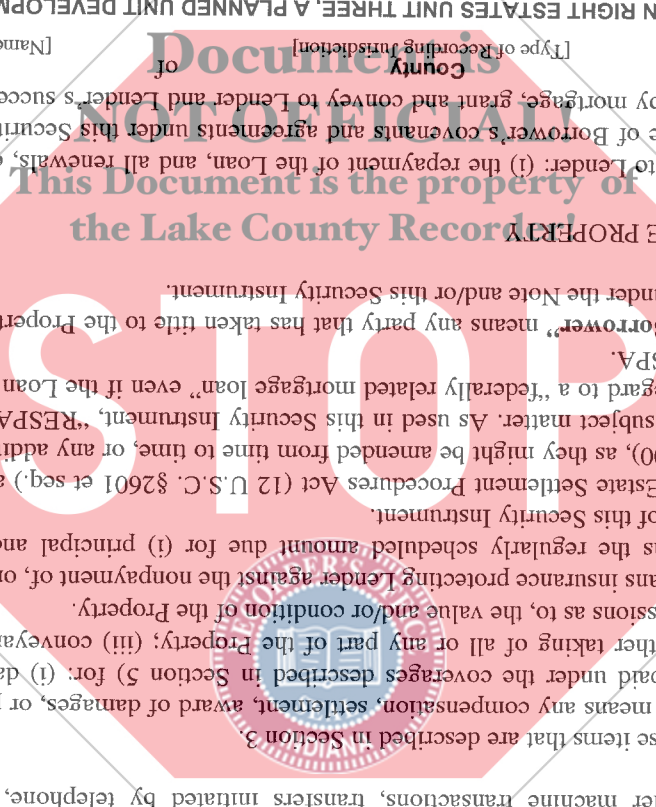 er machine transactions, transfers initiated by telephone,
se items that are described in Section 3.
means any compensation, settlement, award of damages, or
paid under the coverages described in Section 5) for: (i) da
ther taking of all or any part of the Property; (iii) conveyan
ssions as to, the value and/or condition of the Property.
ans insurance protecting Lender against the nonpayment of, or
s the regularly scheduled amount due for (i) principal and
of this Security Instrument.
Estate Settlement Procedures Act (12 U.S.C. §2601 et seq.) a
00), as they might be amended from time to time, or any addi
subject matter. As used in this Security Instrument, “RESPA
egard to a “federally related mortgage loan” even if the Loan
SPA.
Borrower” means any party that has taken title to the Propert
nder the Note and/or this Security Instrument.
E PROPERTY
to Lender: (i) the repayment of the Loan, and all renewals,
e of Borrower’s covenants and agreements under this Securit
by mortgage, grant and convey to Lender and Lender’s succes
County of
[Type of Recording Jurisdiction] [Name
N RIGHT ESTATES UNIT THREE, A PLANNED UNIT DEVELOPM
Document is
NOT OFFICIAL!
This Document is the property of
the Lake County Recorder!
STOP
RECORDER'S OFFICE
INDIANA